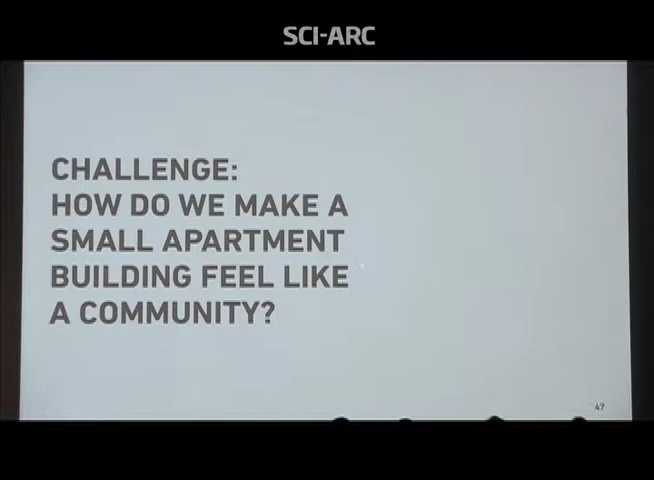 SCI-ARC
CHALLENGE:
HOW DO WE MAKE A
SMALL APARTMENT
BUILDING FEEL LIKE
A COMMUNITY?
47